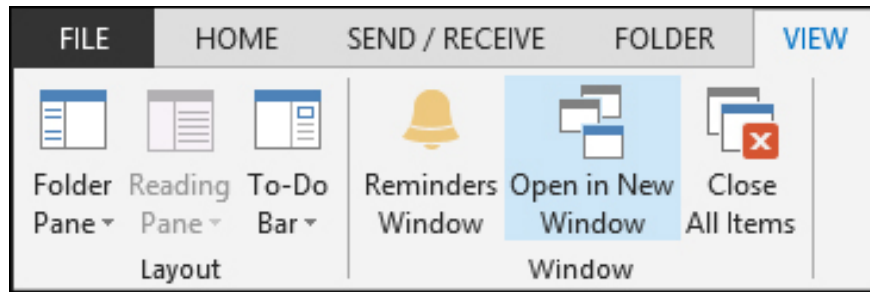 FILE HOME SEND / RECEIVE FOLDER VIEW
Folder Reading To-Do Reminders Open in New Close
Pane Pane Bar Window Window All Items
Layout Window